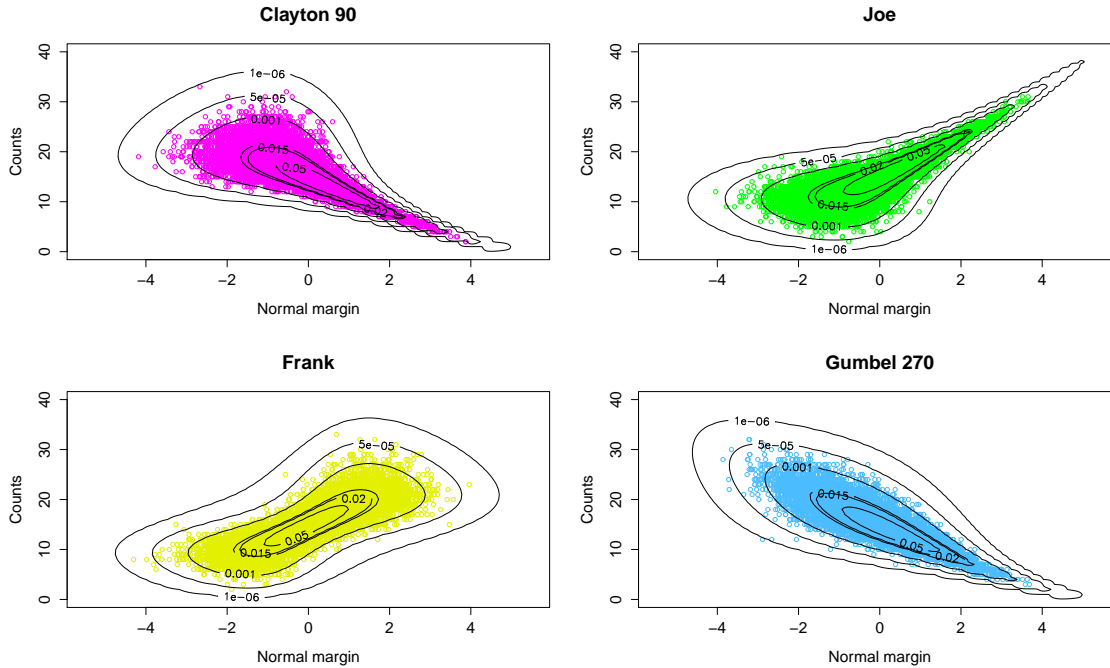 Clayton 90
Counts
40
30
20
10
0
1e−06
5e−05
0.001
0.015
0.05
0.02
−4 −2 0 2 4
Normal margin
Joe
Counts
40
30
20
10
0
5e−05
0.05
0.02
0.015
0.001
1e−06
−4 −2 0 2 4
Normal margin
Frank
Counts
40
30
20
10
0
5e−05
0.02
0.05
0.015
0.001
1e−06
−4 −2 0 2 4
Normal margin
Gumbel 270
Counts
40
30
20
10
0
1e−06
5e−05
0.001
0.015
0.05
0.02
−4 −2 0 2 4
Normal margin